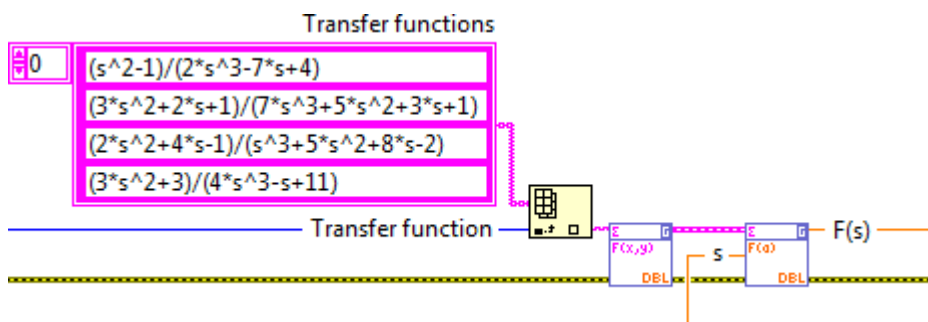 Transfer functions
0
(s^2-1)/(2*s^3-7*s+4)
(3*s^2+2*s+1)/(7*s^3+5*s^2+3*s+1)
(2*s^2+4*s-1)/(s^3+5*s^2+8*s-2)
(3*s^2+3)/(4*s^3-s+11)
Transfer function
Σ
F(x,y)
DBL
s
Σ
F(a)
DBL
F(s)